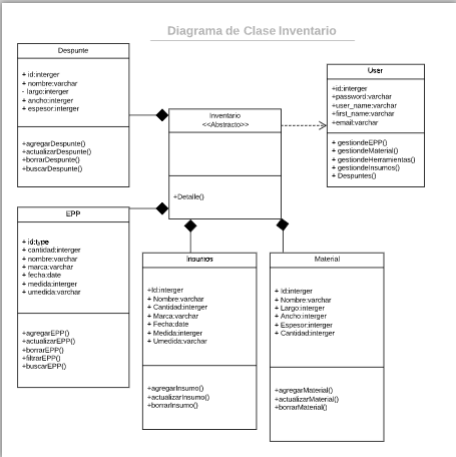 Diagrama de Clase Inventario
Despunte
+ id:interger
+ nombre:varchar
- largo:interger
+ ancho:interger
+ espesor:interger
+agregarDespunte()
+actualizarDespunte()
+borrarDespunte()
+buscarDespunte()
Inventario
<<Abstracto>>
+Detalle()
User
+id:interger
+password:varchar
+user_name:varchar
+first_name:varchar
+email:varchar
+ gestiondeEPP()
+ gestiondeMaterial()
+ gestiondeHerramientas()
+ gestiondeInsumos()
+ Despuntes()
EPP
+ id:type
+ cantidad:interger
+ nombre:varchar
+ marca:varchar
+ fecha:date
+ medida:interger
+ umedida:varchar
+agregarEPP()
+actualizarEPP()
+borrarEPP()
+filtrarEPP()
+buscarEPP()
Insumos
+Id:interger
+ Nombre:varchar
+ Cantidad:interger
+ Marca:varchar
+ Fecha:date
+ Medida:interger
+ Umedida:varchar
+agregarInsumo()
+actualizarInsumo()
+borrarInsumo()
Material
+ Id:interger
+ Nombre:varchar
+ Largo:interger
+ Ancho:interger
+ Espesor:interger
+ Cantidad:interger
+agregarMaterial()
+actualizarMaterial()
+borrarMaterial()